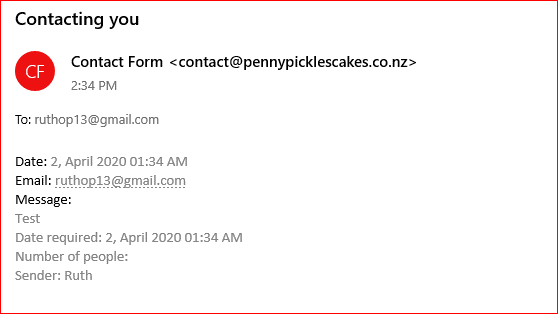 Contacting you
CF
Contact Form <contact@pennypicklescakes.co.nz>
2:34 PM
To: ruthop13@gmail.com
Date: 2, April 2020 01:34 AM
Email: ruthop13@gmail.com
Message:
Test
Date required: 2, April 2020 01:34 AM
Number of people:
Sender: Ruth